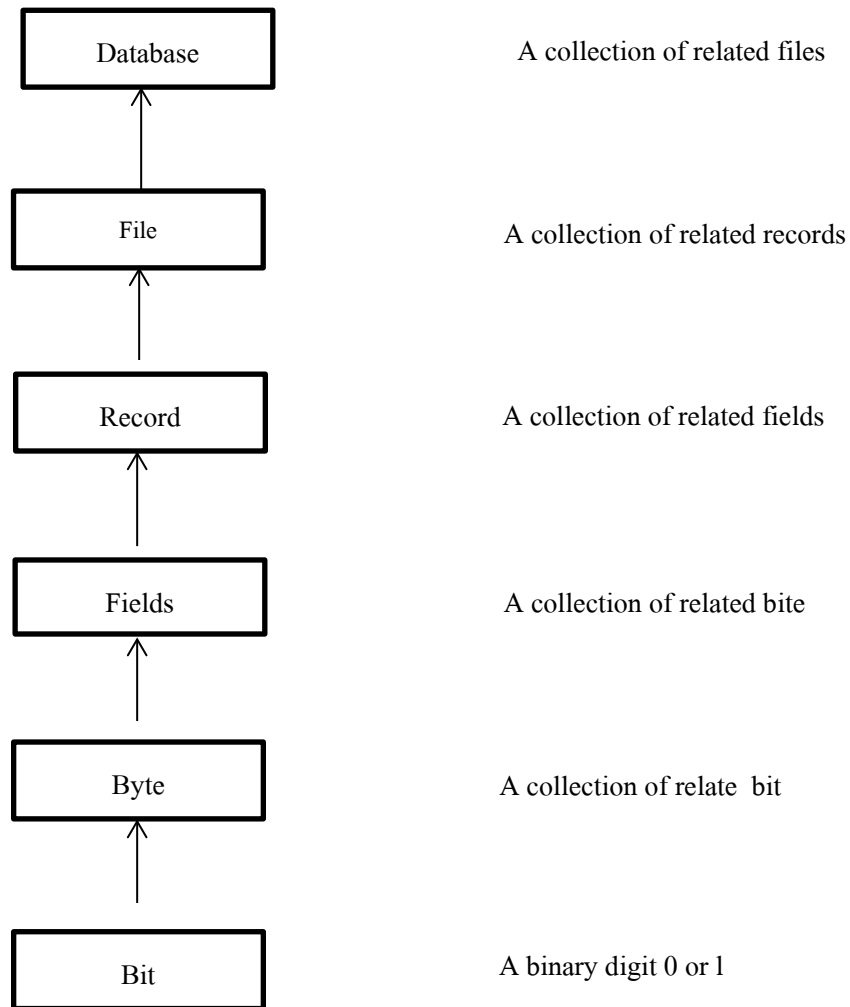 Database
A collection of related files
File
A collection of related records
Record
A collection of related fields
Fields
A collection of related bite
Byte
A collection of relate  bit
Bit
A binary digit 0 or l